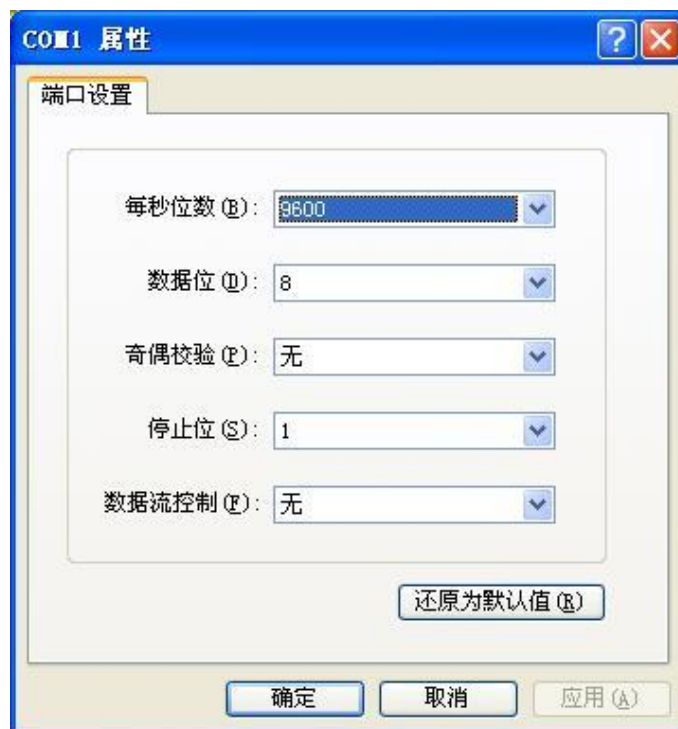 COM1 属性
端口设置
每秒位数(B): 9600
数据位(D): 8
奇偶校验(P): 无
停止位(S): 1
数据流控制(F): 无
还原为默认值(R)
确定 取消 应用(A)